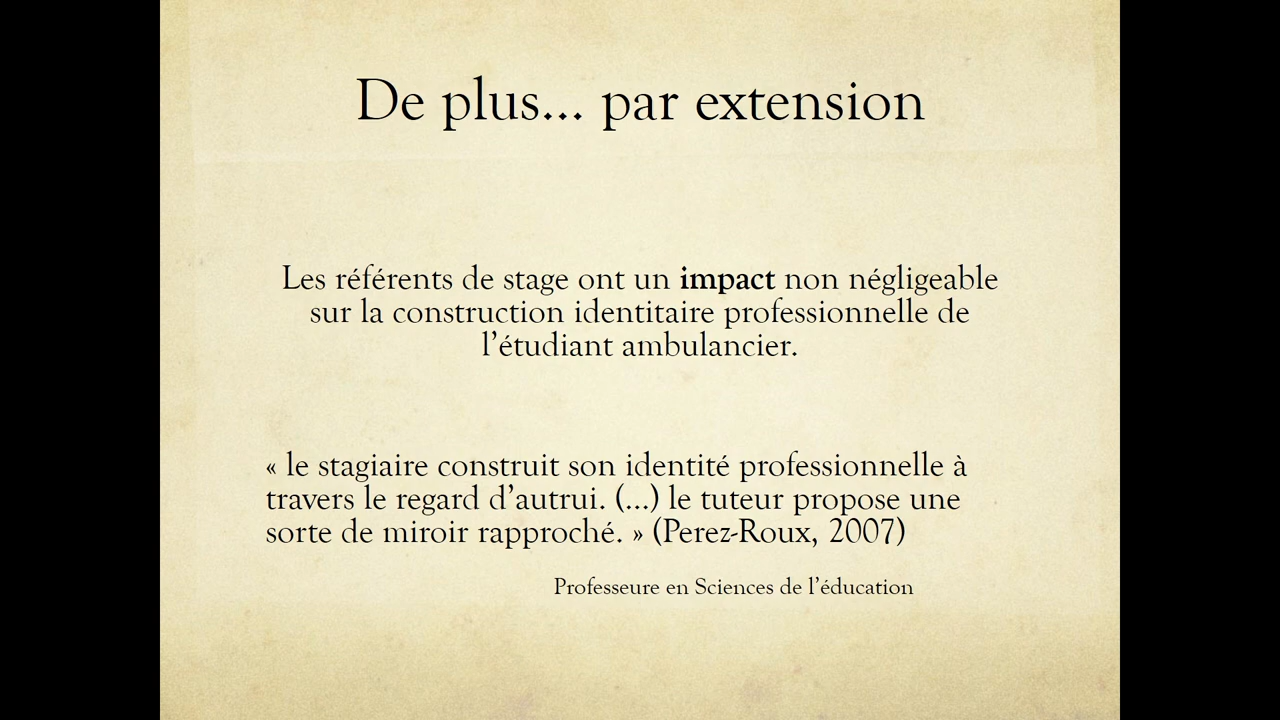 De plus... par extension
Les référents de stage ont un impact non négligeable
sur la construction identitaire professionnelle de
l’étudiant ambulancier.
« le stagiaire construit son identité professionnelle à
travers le regard d’autrui. (...) le tuteur propose une
sorte de miroir rapproché. » (Perez-Roux, 2007)
Professeure en Sciences de l’éducation